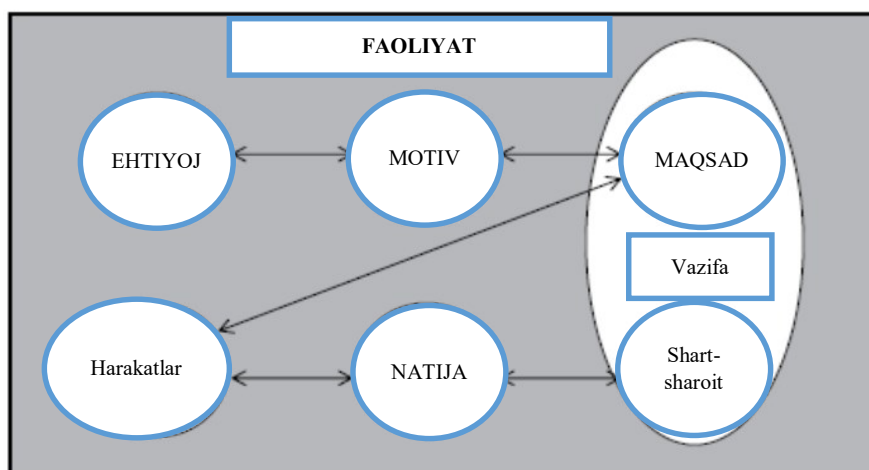 FAOLIYAT
EHTIYOJ
MOTIV
MAQSAD
Vazifa
Harakatlar
NATIJA
Shart-
sharoit